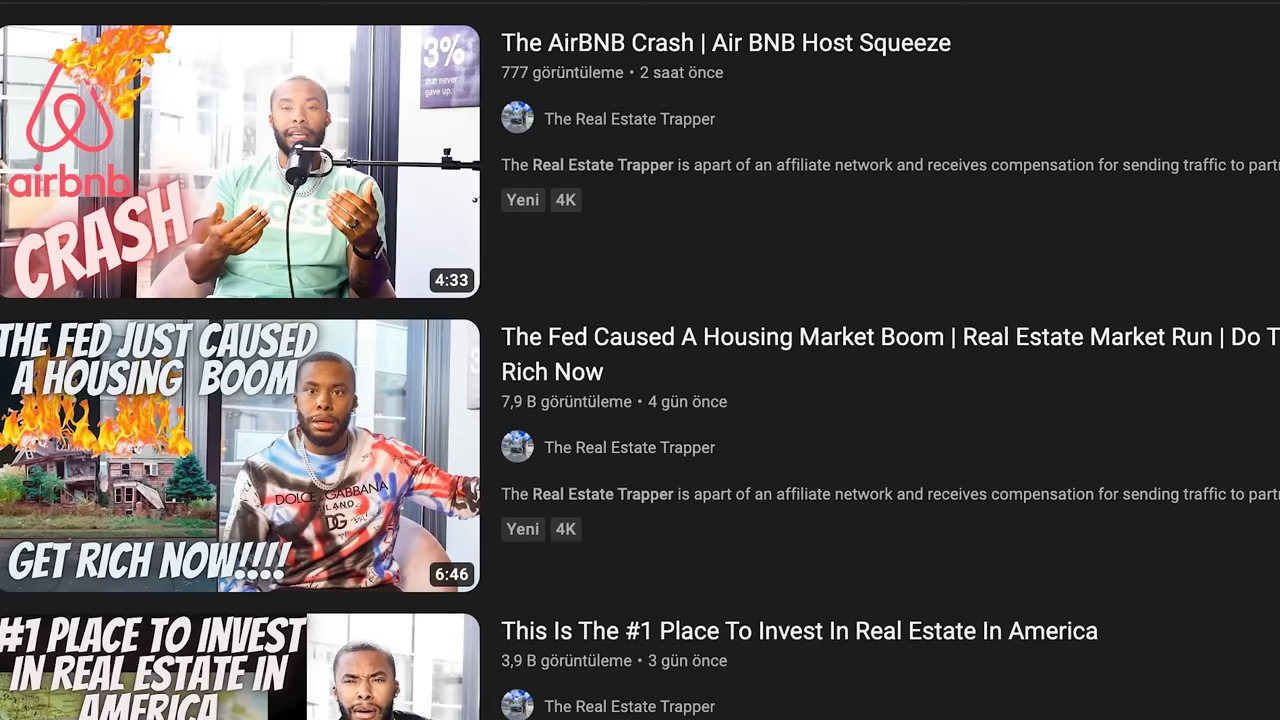 airbnb
CRASH
3%
that never
gave up.
BOSS
4:33
The AirBNB Crash | Air BNB Host Squeeze
777 görüntüleme • 2 saat önce
The Real Estate Trapper
The Real Estate Trapper is apart of an affiliate network and receives compensation for sending traffic to part
Yeni 4K
THE FED JUST CAUSED
A HOUSING BOOM
DOLCE & GABBANA
MILANO
DG
GET RICH NOW!!!!
6:46
The Fed Caused A Housing Market Boom | Real Estate Market Run | Do T
Rich Now
7,9 B görüntüleme • 4 gün önce
The Real Estate Trapper
The Real Estate Trapper is apart of an affiliate network and receives compensation for sending traffic to part
Yeni 4K
#1 PLACE TO INVEST
IN REAL ESTATE IN
AMERICA
This Is The #1 Place To Invest In Real Estate In America
3,9 B görüntüleme • 3 gün önce
The Real Estate Trapper